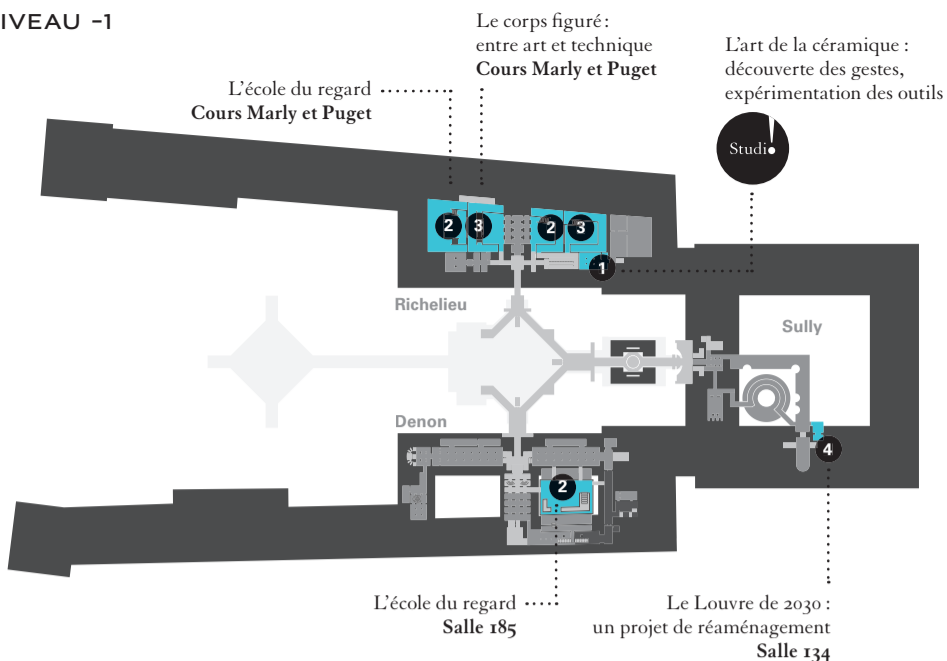 IVEAU -1
Le corps figuré :
entre art et technique
Cours Marly et Puget
L'art de la céramique :
découverte des gestes,
expérimentation des outils
L'école du regard
Cours Marly et Puget
Studi
2
3
2
3
1
Richelieu
Sully
Denon
4
2
L'école du regard
Salle 185
Le Louvre de 2030 :
un projet de réaménagement
Salle 134